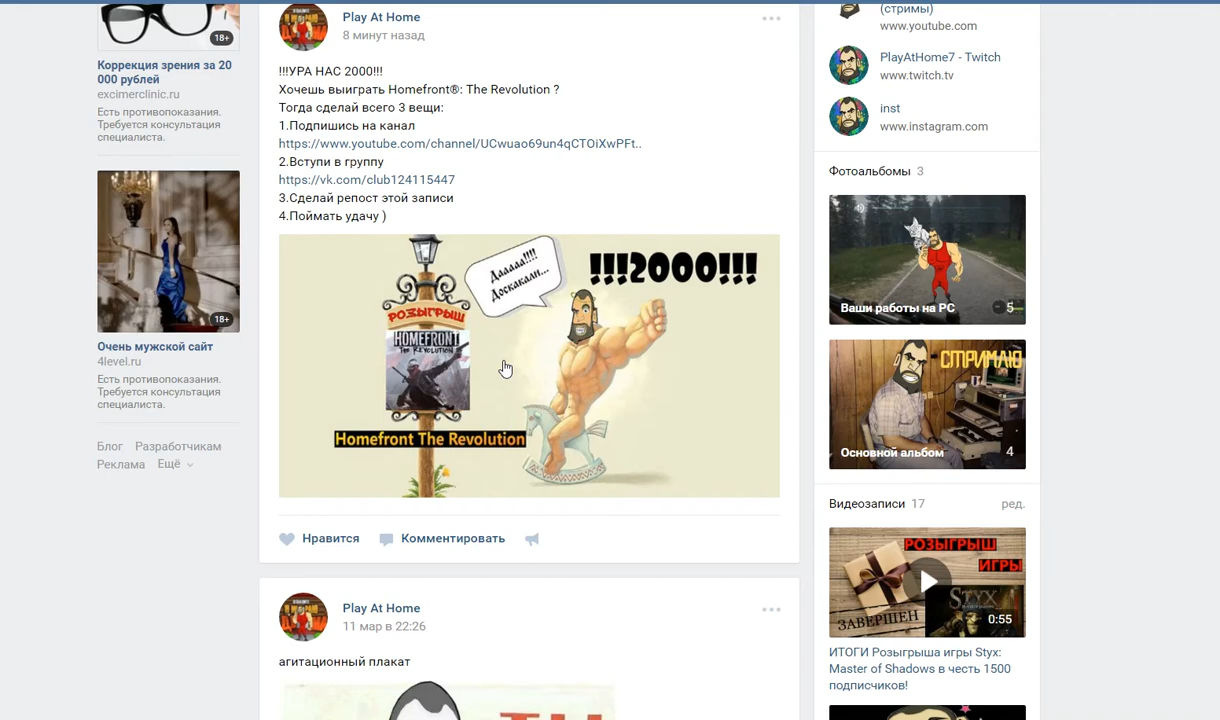 18+
Коррекция зрения за 20
000 рублей
excimerclinic.ru
Есть противопоказания.
Требуется консультация
специалиста.
18+
Очень мужской сайт
4level.ru
Есть противопоказания.
Требуется консультация
специалиста.
Блог Разработчикам
Реклама Ещё
Play At Home
8 минут назад
!!!УРА НАС 2000!!!
Хочешь выиграть Homefront®: The Revolution ?
Тогда сделай всего 3 вещи:
1.Подпишись на канал
https://www.youtube.com/channel/UCwuao69un4qCTOiXwPFt..
2.Вступи в группу
https://vk.com/club124115447
3.Сделай репост этой записи
4.Поймать удачу )
Дааааа!!!!
Доскакали...
!!!2000!!!
РОЗЫГРЫШ
HOMEFRONT
THE REVOLUTION
Homefront The Revolution
Нравится Комментировать
Play At Home
11 мар в 22:26
агитационный плакат
(стримы)
www.youtube.com
PlayAtHome7 - Twitch
www.twitch.tv
inst
www.instagram.com
Фотоальбомы 3
Ваши работы на РС 5
СТРИМЛЮ
Основной альбом 4
Видеозаписи 17 ред.
РОЗЫГРЫШ
ИГРЫ
STYX
ЗАВЕРШЕН
0:55
ИТОГИ Розыгрыша игры Styx:
Master of Shadows в честь 1500
подписчиков!